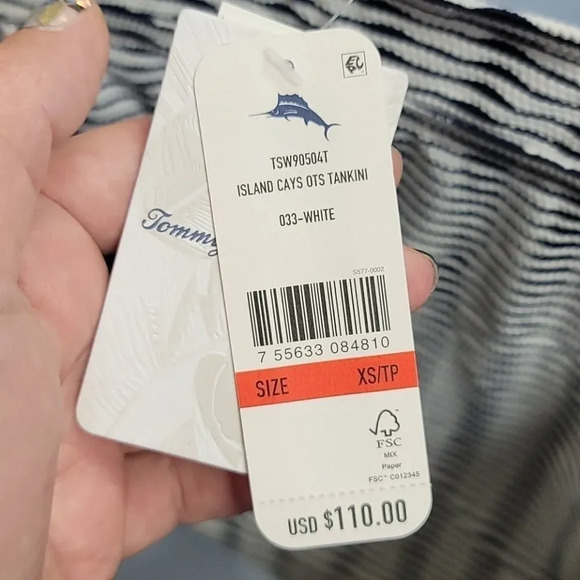 TSW90504T
ISLAND CAYS OTS TANKINI
033-WHITE
Tommy
S577-0002
7 55633 084810
SIZE XS/TP
FSC
MIX
Paper
FSC™ C012345
USD $110.00